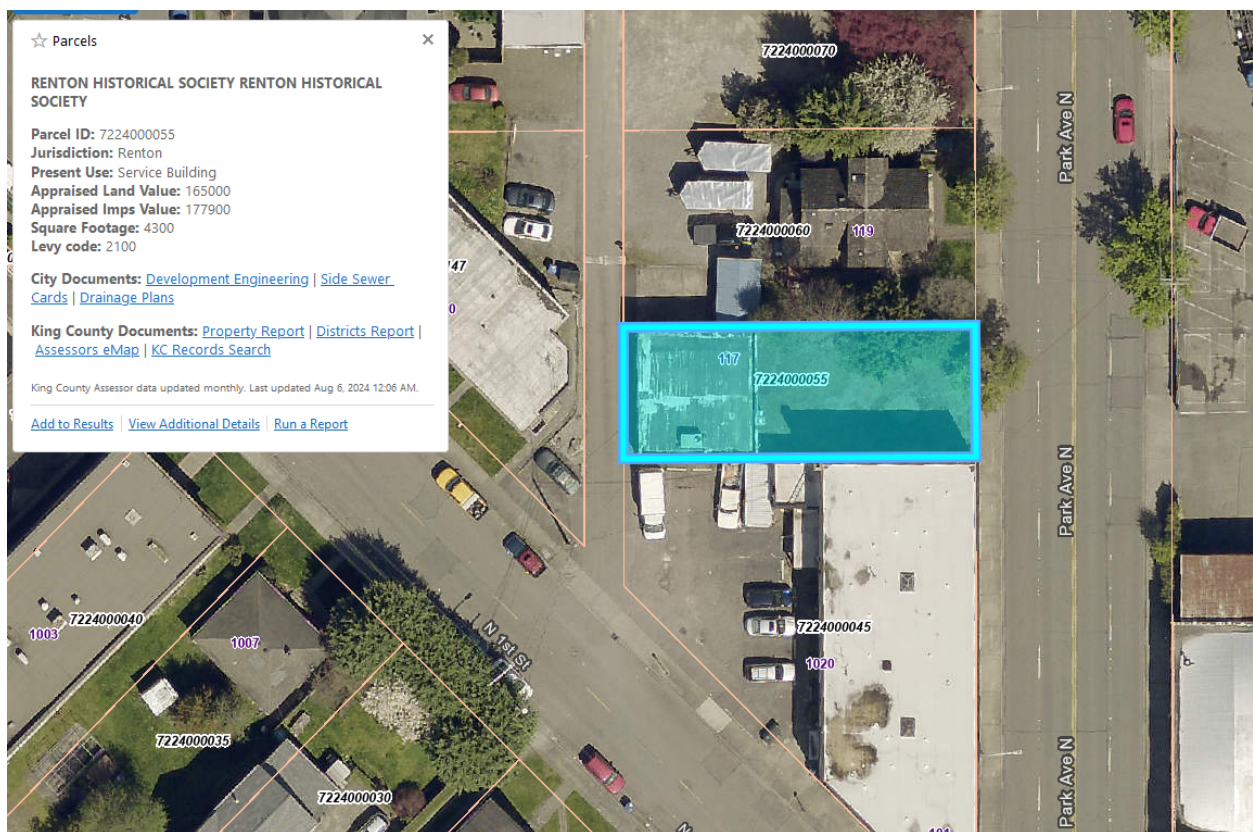 Parcels
RENTON HISTORICAL SOCIETY RENTON HISTORICAL
SOCIETY
Parcel ID: 7224000055
Jurisdiction: Renton
Present Use: Service Building
Appraised Land Value: 165000
Appraised Imps Value: 177900
Square Footage: 4300
Levy code: 2100
City Documents: Development Engineering | Side Sewer
Cards | Drainage Plans
King County Documents: Property Report | Districts Report |
Assessors eMap | KC Records Search
King County Assessor data updated monthly. Last updated Aug 6, 2024 12:06 AM.
Add to Results | View Additional Details | Run a Report
7224000070
Park Ave N
7224000060
119
117
7224000055
Park Ave N
7224000040
1003
1007
N 1st St
7224000045
1020
7224000035
7224000030
Park Ave N